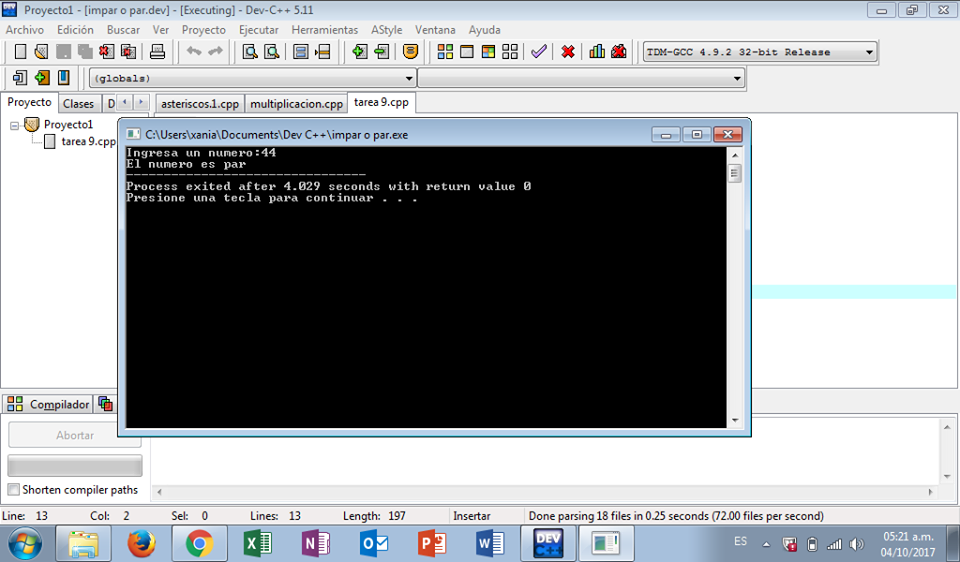 Proyecto1 - [impar o par.dev] - [Executing] - Dev-C++ 5.11
Archivo Edición Buscar Ver Proyecto Ejecutar Herramientas AStyle Ventana Ayuda
TDM-GCC 4.9.2 32-bit Release
(globals)
Proyecto Clases D asteriscos.1.cpp multiplicacion.cpp tarea 9.cpp
Proyecto1
tarea 9.cpp
C:\Users\xania\Documents\Dev C++\impar o par.exe
Ingresa un numero:44
El numero es par
--------------------------------
Process exited after 4.029 seconds with return value 0
Presione una tecla para continuar . . .
Compilador
Abortar
Shorten compiler paths
Line: 13 Col: 2 Sel: 0 Lines: 13 Length: 197 Insertar Done parsing 18 files in 0.25 seconds (72.00 files per second)
DEV C++
ES
05:21 a.m.
04/10/2017